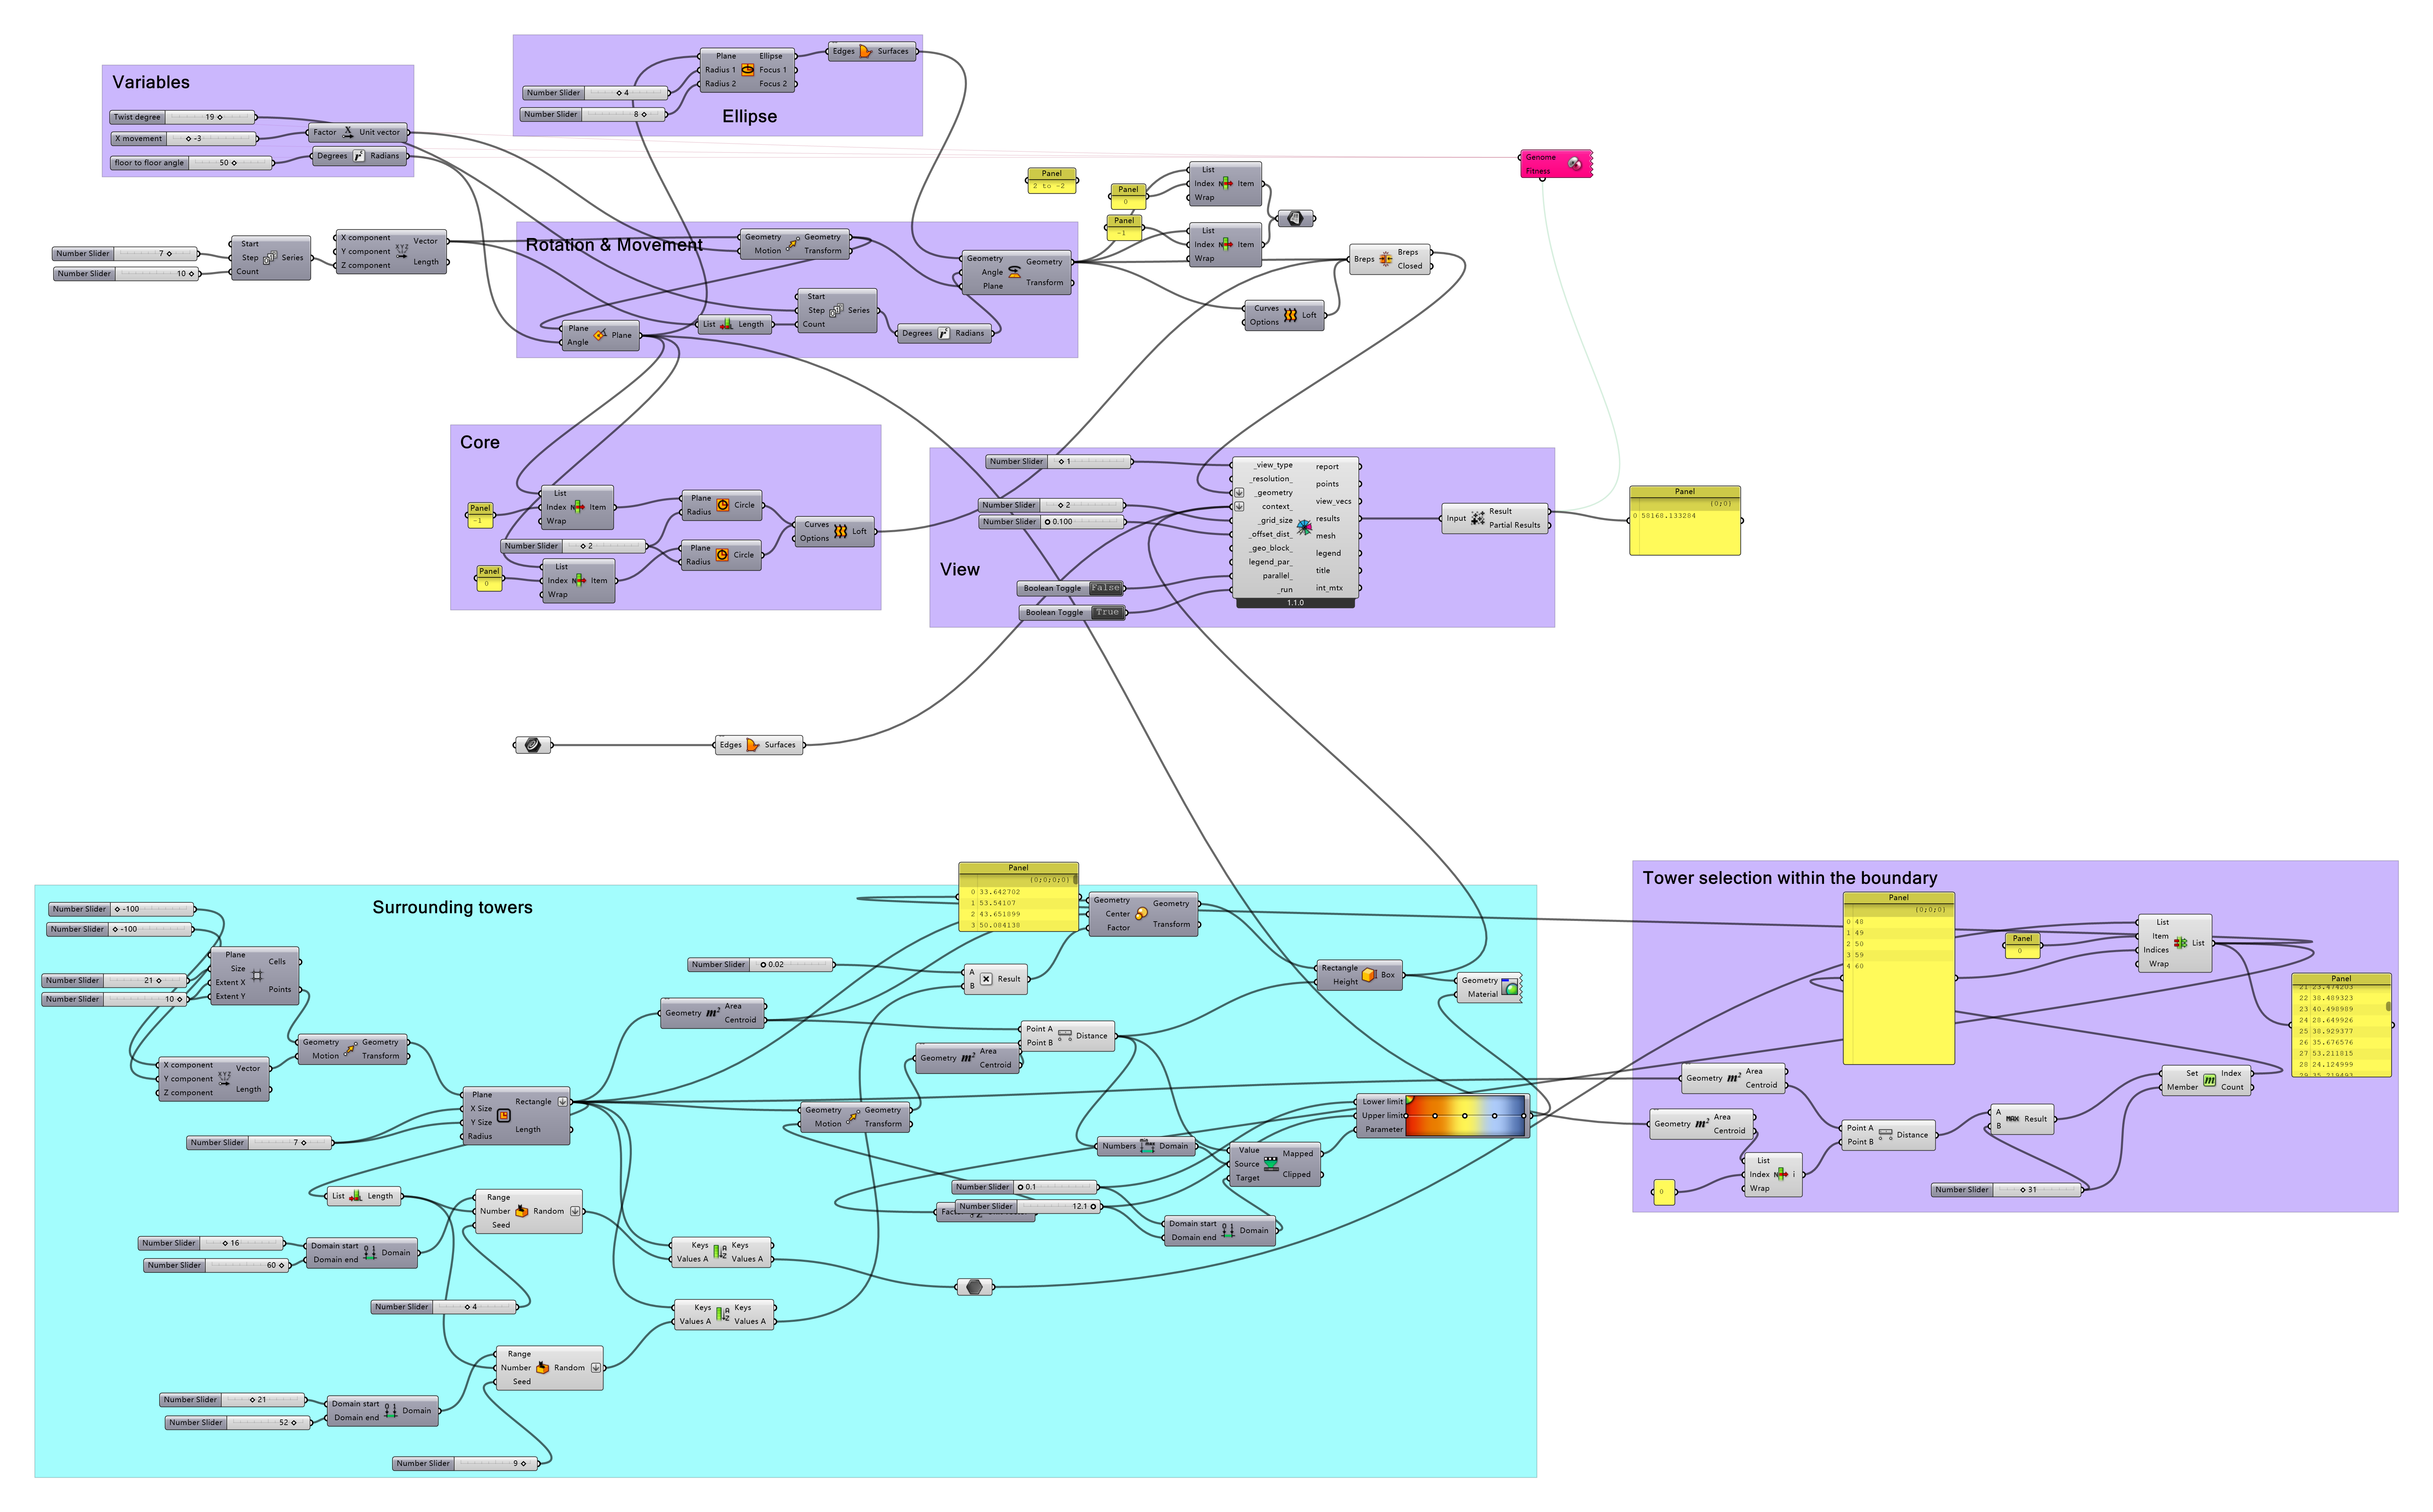 Variables
Twist degree 19
X movement -3
floor to floor angle 50
Factor X Unit vector
Degrees Radians
Number Slider 4
Number Slider 8
Plane Ellipse
Radius 1 Focus 1
Radius 2 Focus 2
Edges Surfaces
Ellipse
Genome
Fitness
Panel
2 to -2
Panel
0
Panel
-1
List
Index Item
Wrap
List
Index Item
Wrap
Number Slider 7
Number Slider 10
Start
Step Series
Count
X component Vector
Y component
Z component Length
Rotation & Movement
Geometry Geometry
Motion Transform
Geometry Geometry
Angle
Plane Transform
Plane Plane
Angle
List Length
Start
Step Series
Count
Degrees Radians
Breps Breps
Closed
Curves Loft
Options
Core
Panel
-1
List
Index Item
Wrap
Number Slider 2
Panel
0
List
Index Item
Wrap
Plane Circle
Radius
Plane Circle
Radius
Curves Loft
Options
View
Number Slider 1
Number Slider 2
Number Slider 0.100
Boolean Toggle False
Boolean Toggle True
_view_type report
_resolution_ points
_geometry view_vecs
context_ results
_grid_size mesh
_offset_dist_ legend
_geo_block_ title
legend_par_ int_mtx
parallel_
_run
1.1.0
Input Result
Partial Results
Panel
{0;0}
0 58168.133284
Edges Surfaces
Surrounding towers
Number Slider -100
Number Slider -100
Number Slider 21
Number Slider 10
Plane Cells
Size
Extent X Points
Extent Y
X component Vector
Y component
Z component Length
Geometry Geometry
Motion Transform
Number Slider 7
Plane
X Size Rectangle
Y Size
Radius Length
List Length
Number Slider 16
Number Slider 60
Domain start Domain
Domain end
Range
Number Random
Seed
Number Slider 4
Number Slider 21
Number Slider 52
Domain start Domain
Domain end
Range
Number Random
Seed
Number Slider 9
Keys Keys
Values A Values A
Keys Keys
Values A Values A
Number Slider 0.02
Geometry m² Area
Centroid
A Result
B
Panel
{0;0;0;0}
0 33.642702
1 53.54107
2 43.651899
3 50.084138
Geometry Geometry
Center
Factor Transform
Point A Distance
Point B
Geometry m² Area
Centroid
Geometry Geometry
Motion Transform
Numbers Domain
Number Slider 0.1
Number Slider 12.1
Domain start Domain
Domain end
Value Mapped
Source
Target Clipped
Rectangle Box
Height
Geometry
Material
Lower limit
Upper limit
Parameter
Tower selection within the boundary
Panel
{0;0;0}
0 48
1 49
2 50
3 59
4 60
Panel
0
List
Item List
Indices
Wrap
Panel
21 23.474203
22 38.489323
23 40.498989
24 28.649926
25 38.929377
26 35.676576
27 53.211815
28 24.124999
29 35.219493
Geometry m² Area
Centroid
Geometry m² Area
Centroid
0
List
Index i
Wrap
Point A Distance
Point B
A MAX Result
B
Set Index
Member Count
Number Slider 31